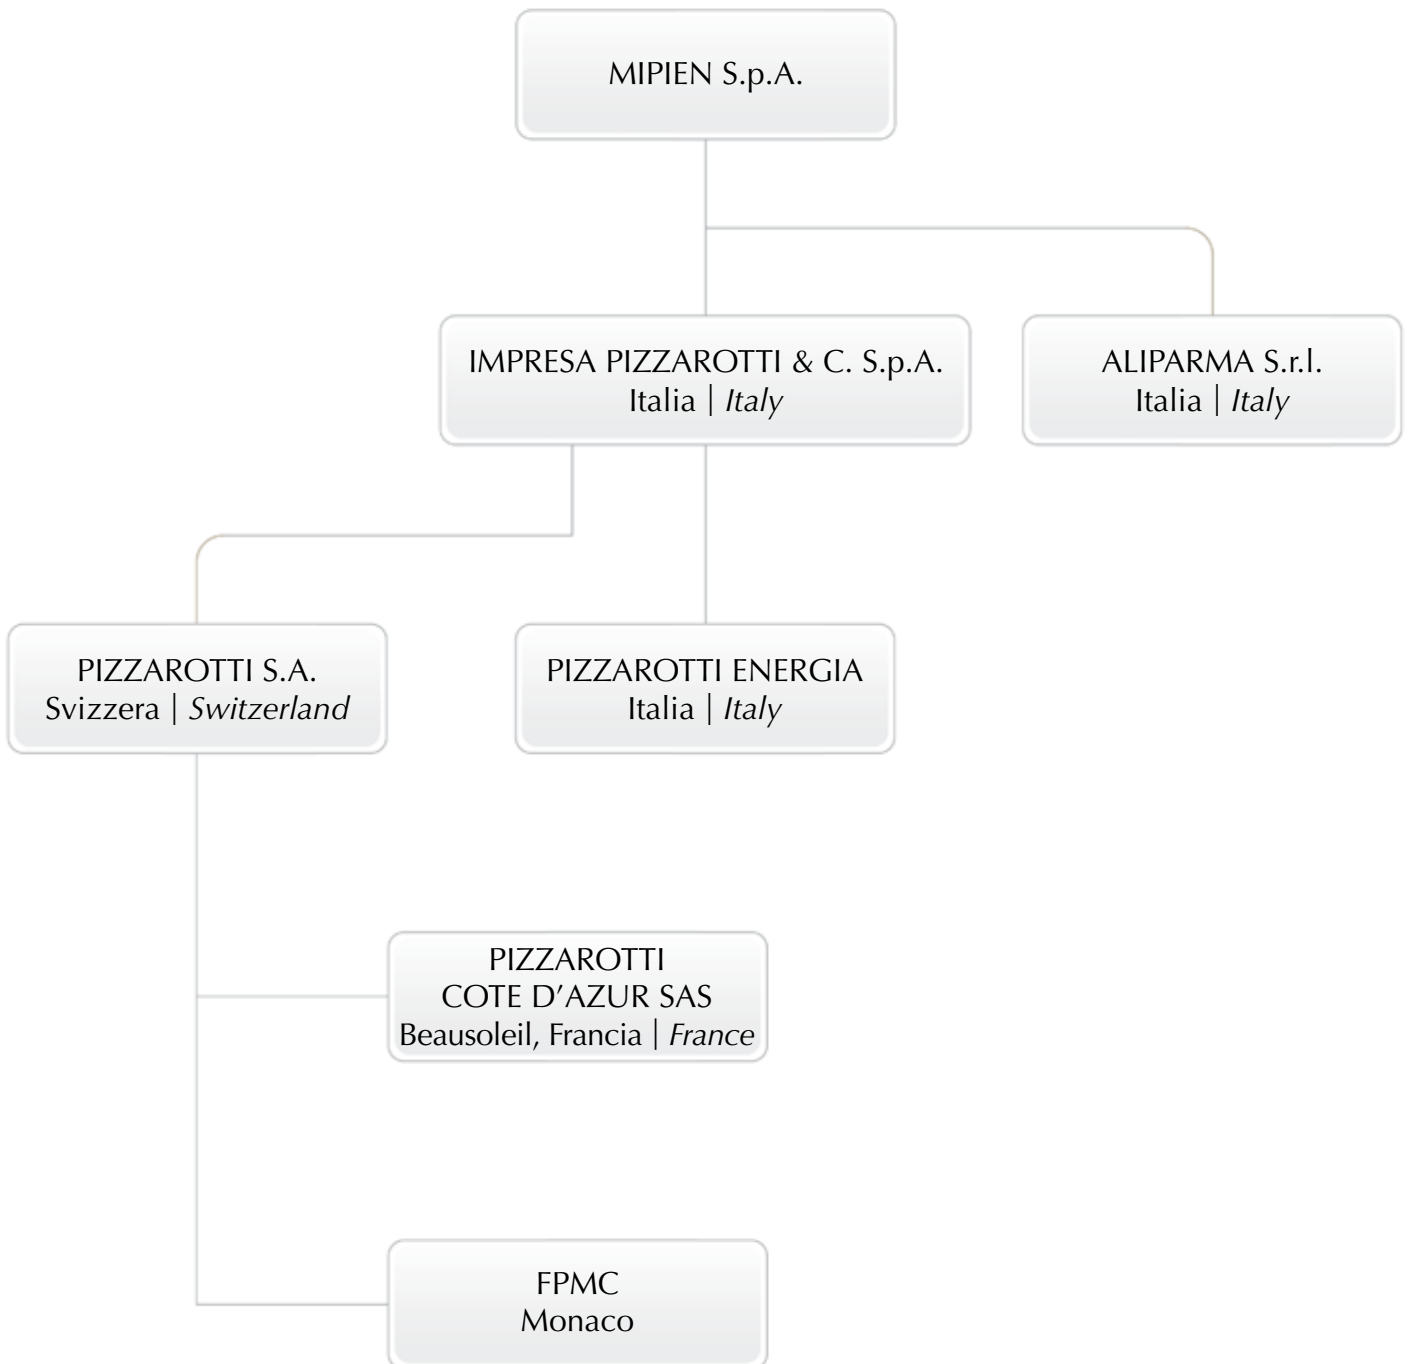 MIPIEN S.p.A.
IMPRESA PIZZAROTTI & C. S.p.A.
Italia | Italy
ALIPARMA S.r.l.
Italia | Italy
PIZZAROTTI S.A.
Svizzera | Switzerland
PIZZAROTTI ENERGIA
Italia | Italy
PIZZAROTTI
COTE D’AZUR SAS
Beausoleil, Francia | France
FPMC
Monaco